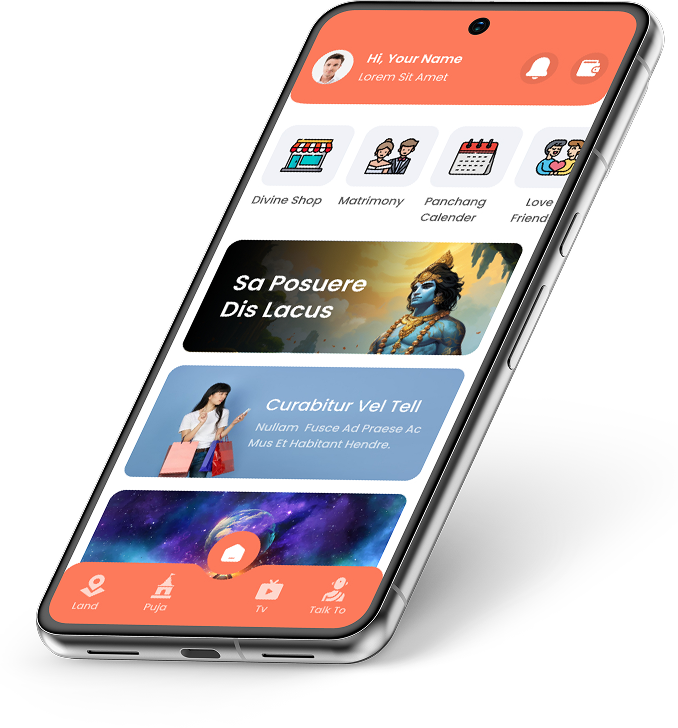 Hi, Your Name
Lorem Sit Amet
Divine Shop
Matrimony
Panchang
Calender
Love
Friend
Sa Posuere
Dis Lacus
Curabitur Vel Tell
Nullam Fusce Ad Praese Ac
Mus Et Habitant Hendre.
Land
Puja
Tv
Talk To